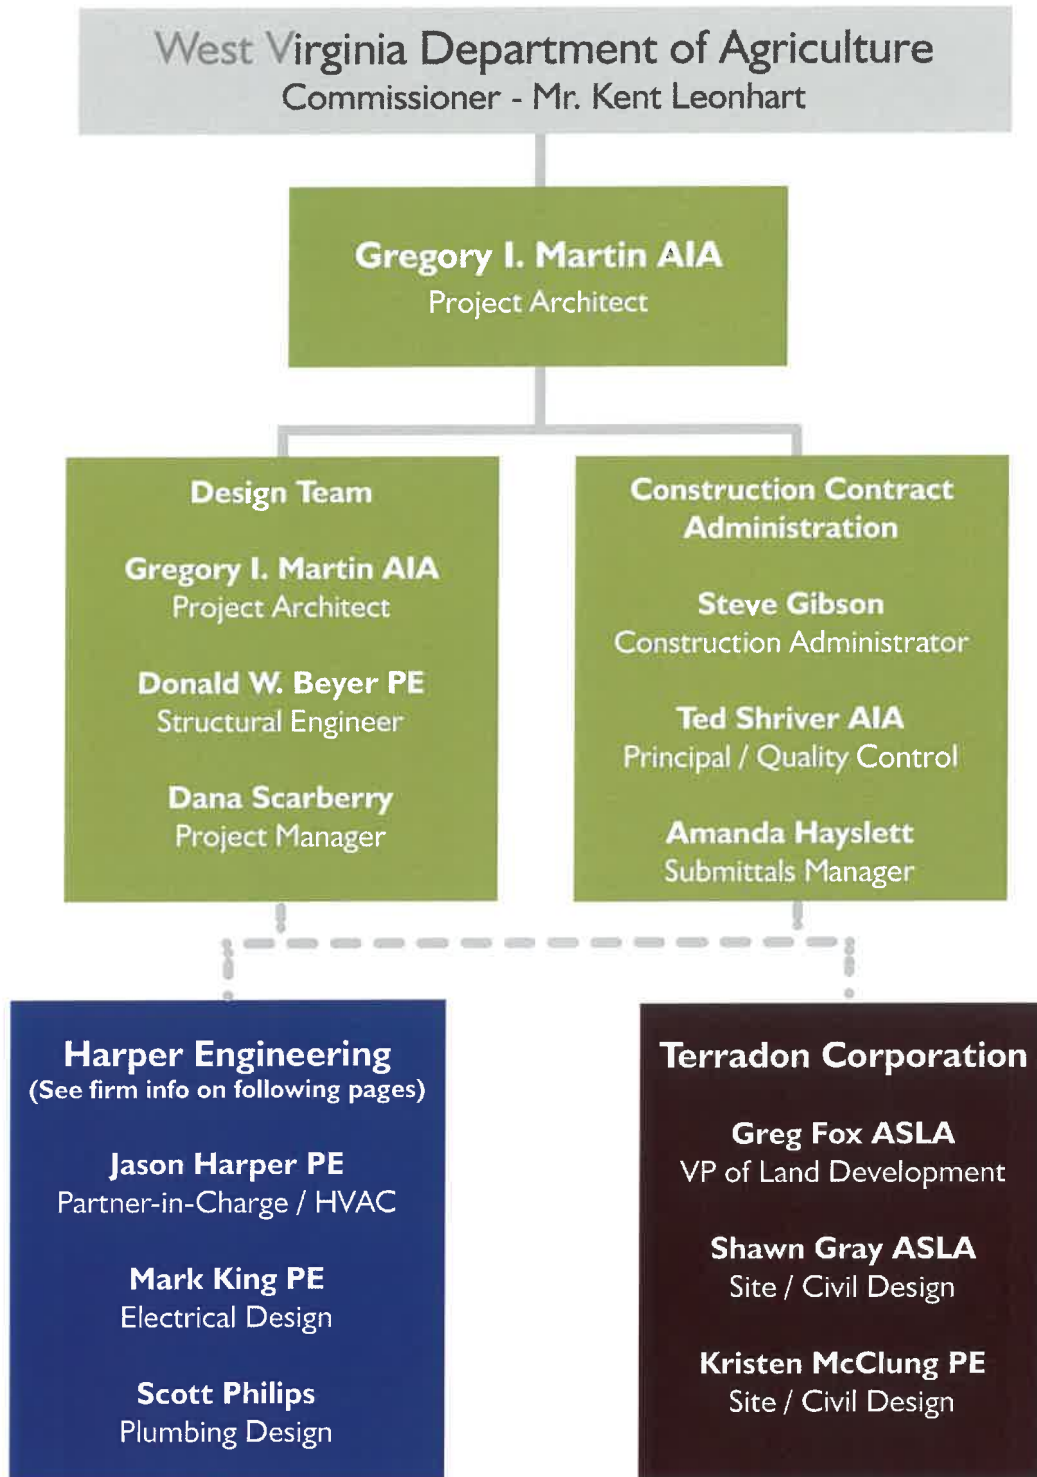 West Virginia Department of Agriculture
Commissioner - Mr. Kent Leonhart
Gregory I. Martin AIA
Project Architect
Design Team
Gregory I. Martin AIA
Project Architect
Donald W. Beyer PE
Structural Engineer
Dana Scarberry
Project Manager
Construction Contract
Administration
Steve Gibson
Construction Administrator
Ted Shriver AIA
Principal / Quality Control
Amanda Hayslett
Submittals Manager
Harper Engineering
(See firm info on following pages)
Jason Harper PE
Partner-in-Charge / HVAC
Mark King PE
Electrical Design
Scott Philips
Plumbing Design
Terradon Corporation
Greg Fox ASLA
VP of Land Development
Shawn Gray ASLA
Site / Civil Design
Kristen McClung PE
Site / Civil Design